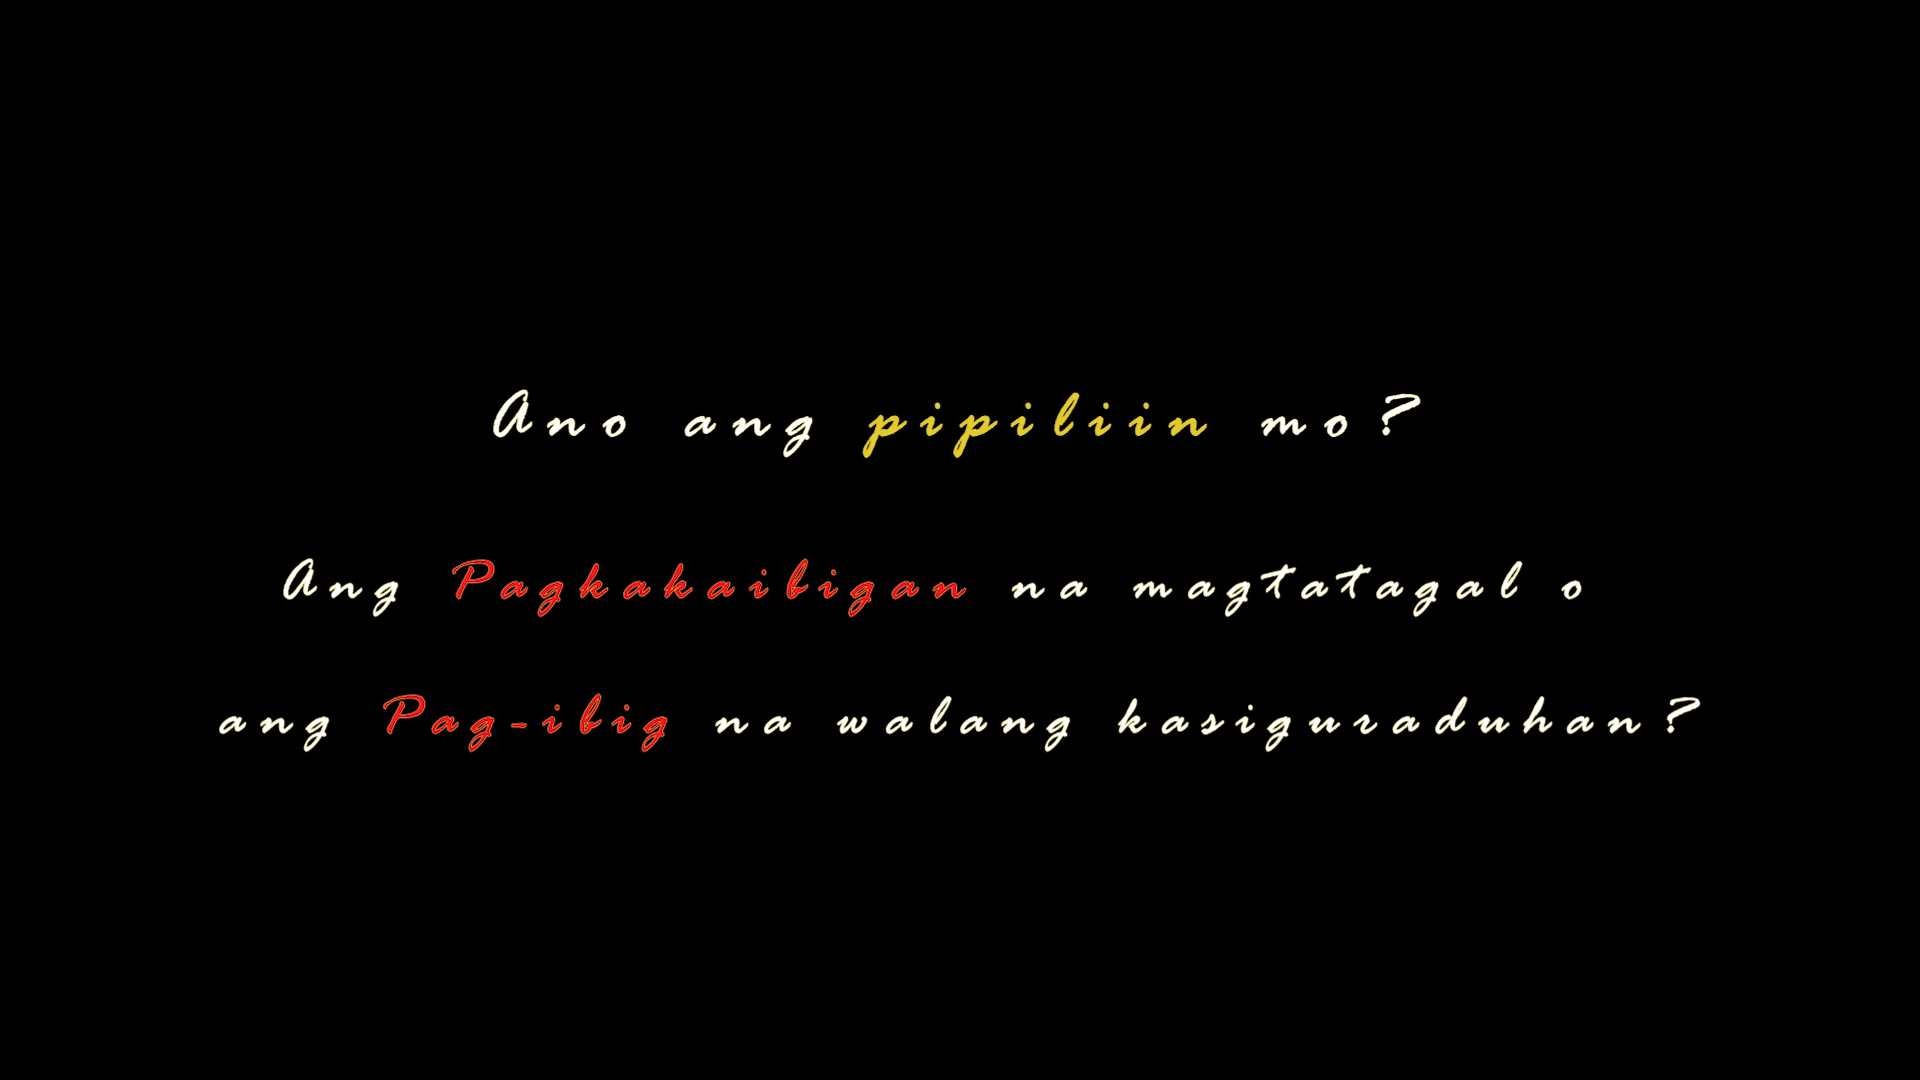 Ano ang pipiliin mo?
Ang Pagkakaibigan na magtatagal o
ang Pag-ibig na walang kasiguraduhan?